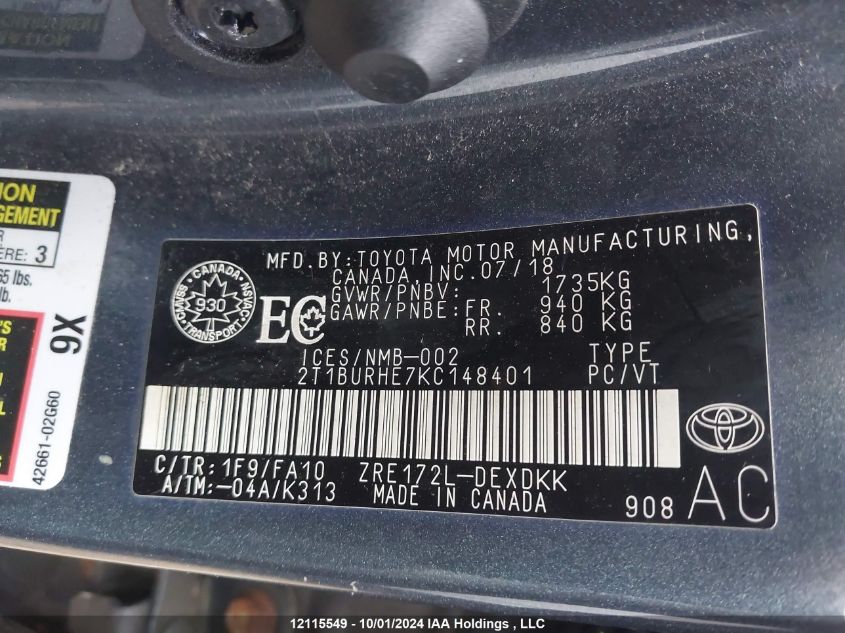 ION
GEMENT
R
ÈRE: 3
65 lbs.
lb.
'S
R
L
S
9X
42661-02G60
MFD.BY:TOYOTA MOTOR MANUFACTURING,
CANADA,INC.07/18
GVWR/PNBV: 1735KG
GAWR/PNBE:FR. 940 KG
RR. 840 KG
CANADA
930
TRANSPORT
NSVAC
EC
ICES/NMB-002 TYPE
2T1BURHE7KC148401 PC/VT
C/TR: 1F9/FA10 ZRE172L-DEXDKK
A/TM:-04A/K313 MADE IN CANADA
908 AC
12115549 - 10/01/2024 IAA Holdings , LLC